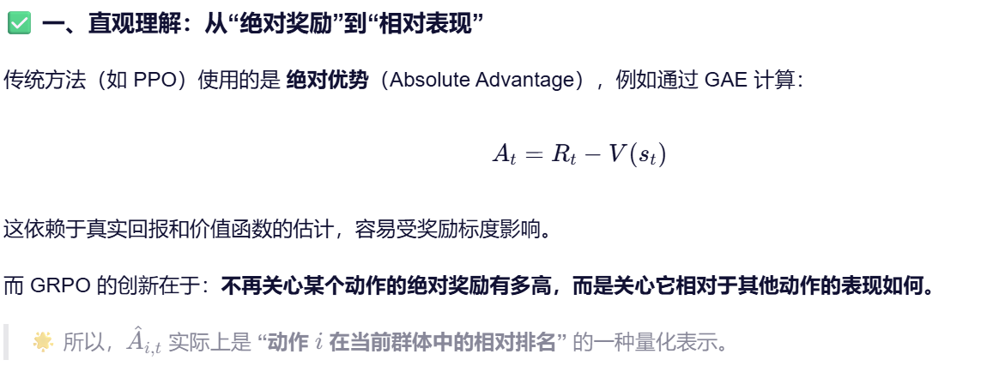 ✅ 一、直观理解：从“绝对奖励”到“相对表现”
传统方法（如 PPO）使用的是 绝对优势（Absolute Advantage），例如通过 GAE 计算：
A_t = R_t − V(s_t)
这依赖于真实回报和价值函数的估计，容易受奖励标度影响。
而 GRPO 的创新在于：不再关心某个动作的绝对奖励有多高，而是关心它相对于其他动作的表现如何。
🌟 所以，Â_{i,t} 实际上是 “动作 i 在当前群体中的相对排名” 的一种量化表示。